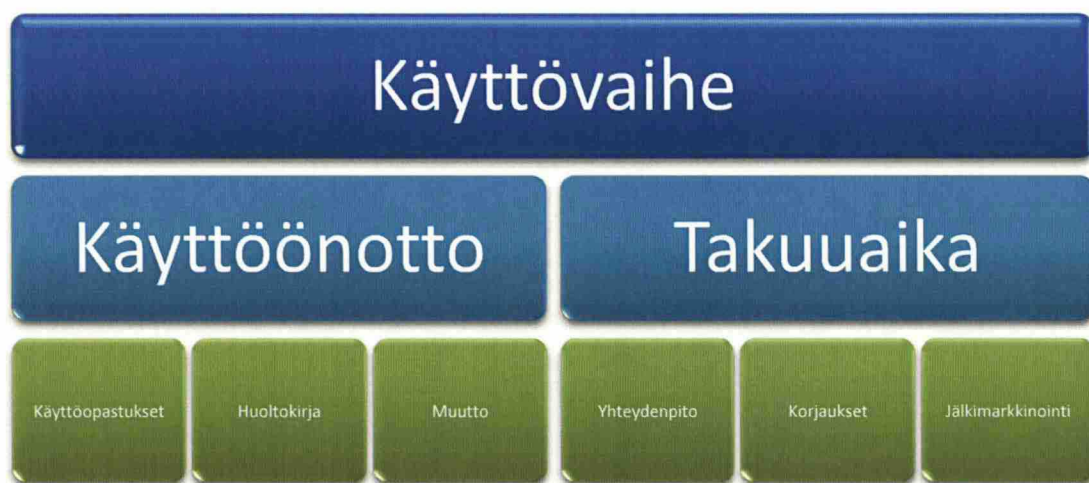 Käyttövaihe
Käyttöönotto
Takuuaika
Käyttöopastukset
Huoltokirja
Muutto
Yhteydenpito
Korjaukset
Jälkimarkkinointi